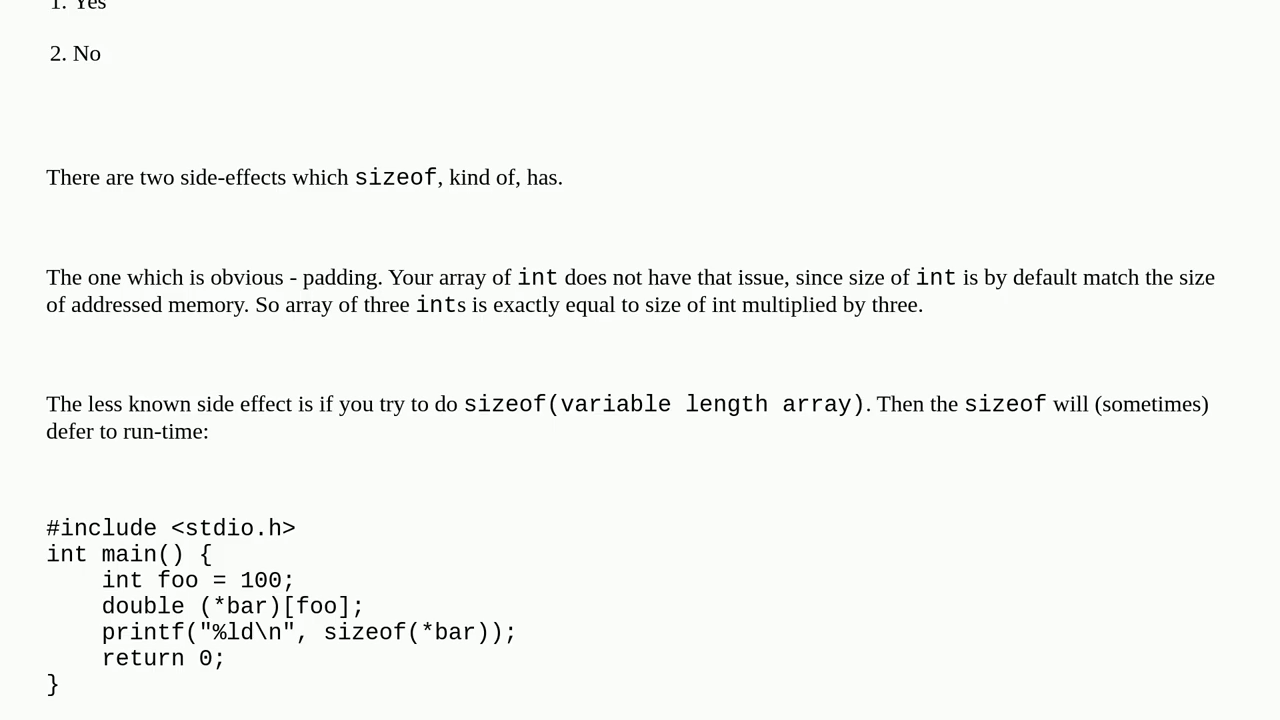 1. Yes
2. No
There are two side-effects which sizeof, kind of, has.
The one which is obvious - padding. Your array of int does not have that issue, since size of int is by default match the size
of addressed memory. So array of three ints is exactly equal to size of int multiplied by three.
The less known side effect is if you try to do sizeof(variable length array). Then the sizeof will (sometimes)
defer to run-time:
#include <stdio.h>
int main() {
    int foo = 100;
    double (*bar)[foo];
    printf("%ld\n", sizeof(*bar));
    return 0;
}